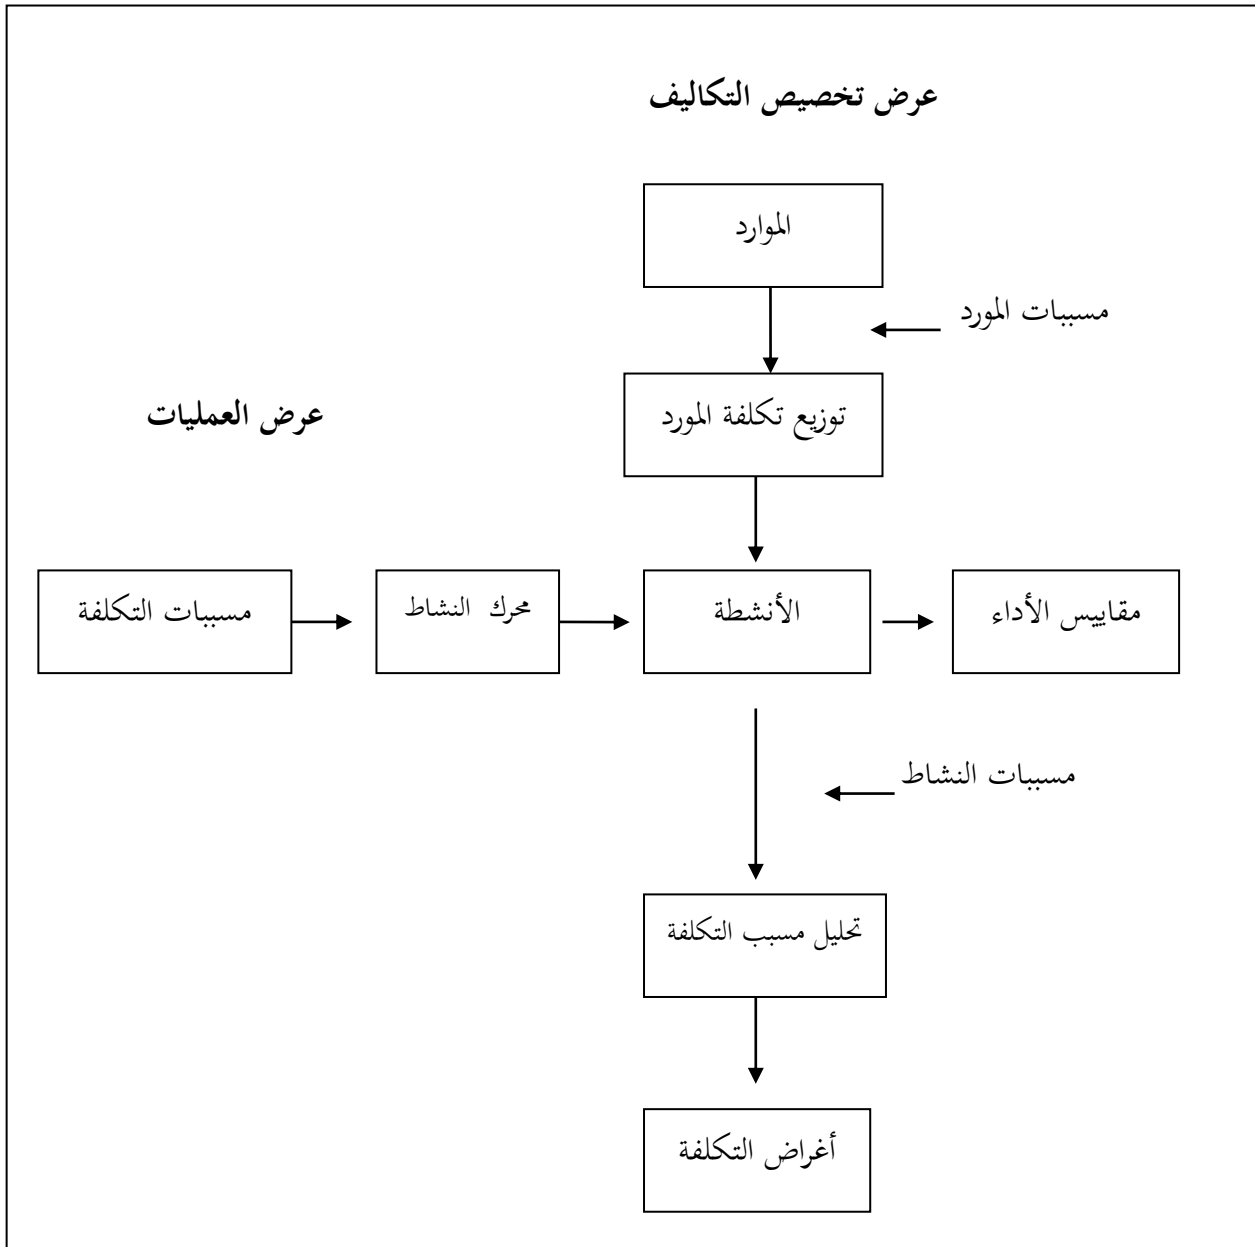 عرض تخصيص التكاليف
الموارد
مسببات المورد
توزيع تكلفة المورد
عرض العمليات
مسببات التكلفة
محرك النشاط
الأنشطة
مقاييس الأداء
مسببات النشاط
تحليل مسبب التكلفة
أغراض التكلفة